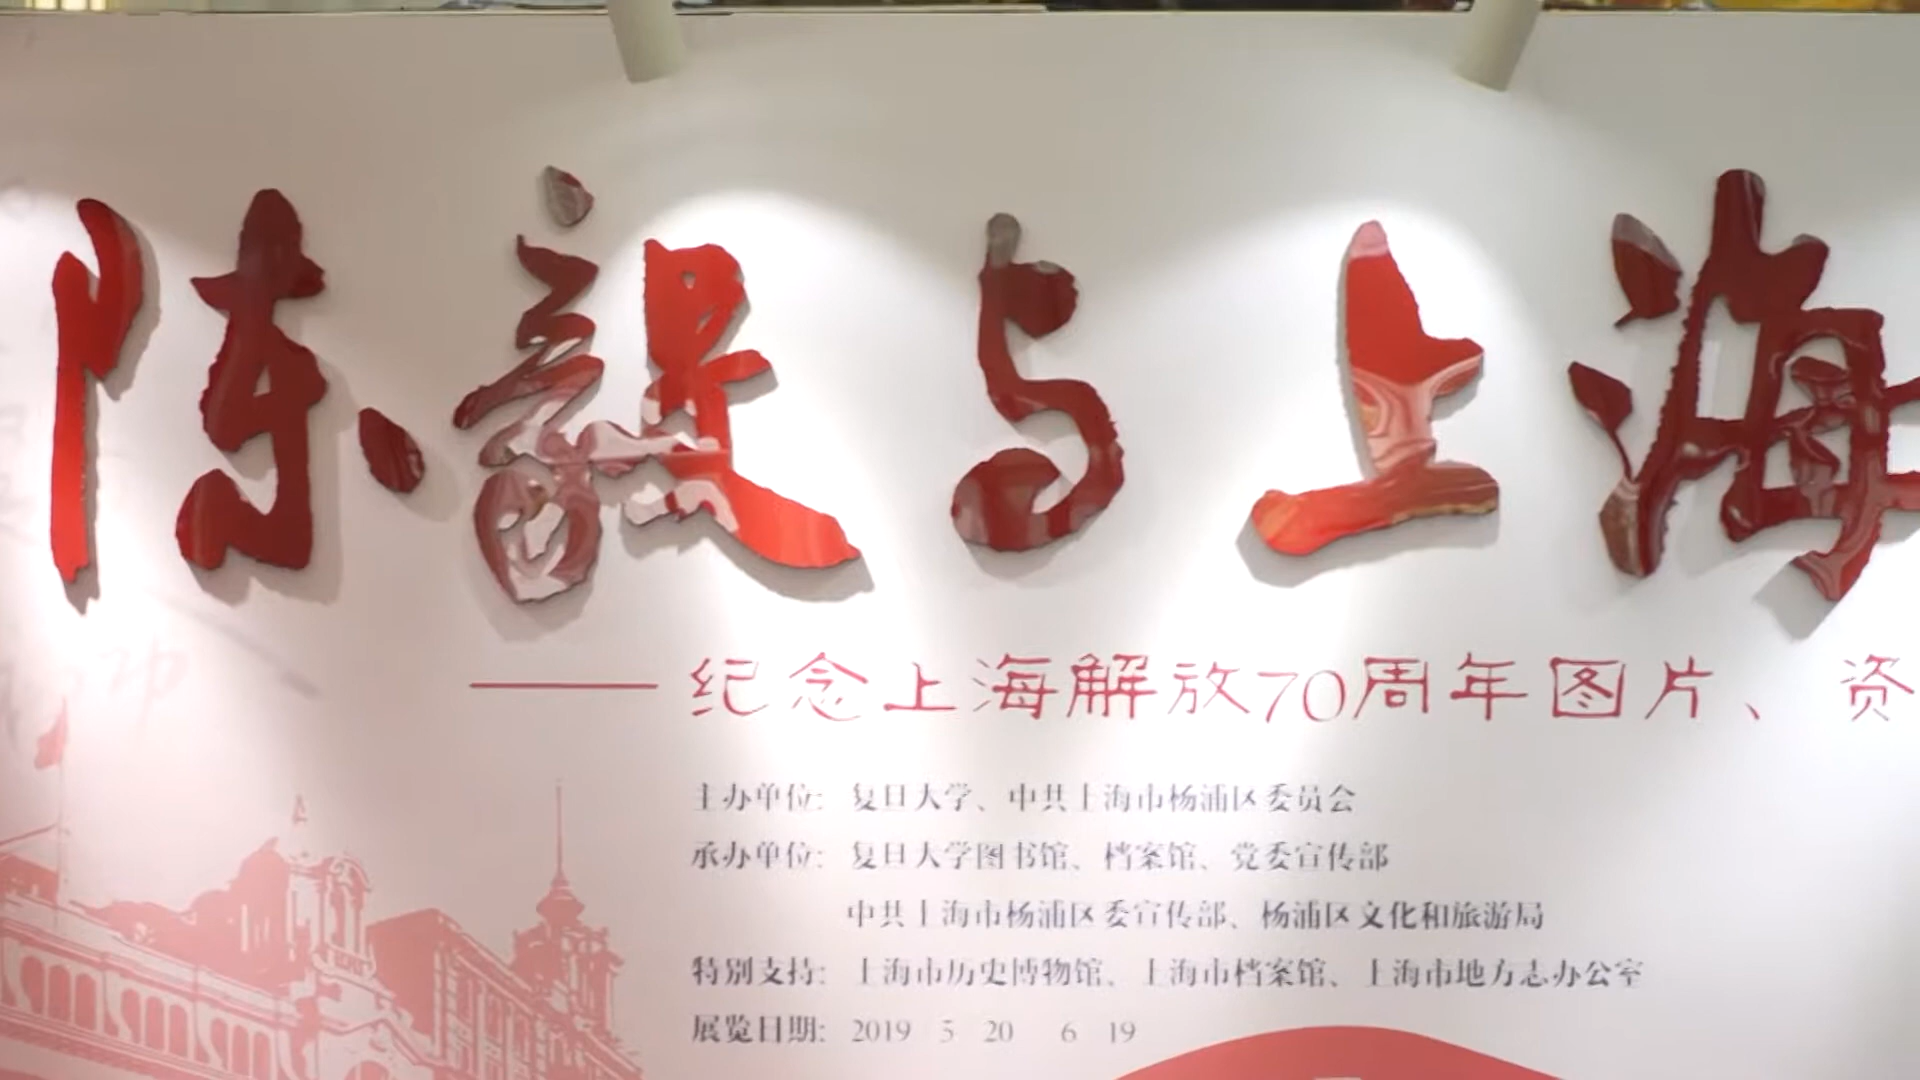 陈毅与上海
——纪念上海解放70周年图片、资
主办单位：复旦大学、中共上海市杨浦区委员会
承办单位：复旦大学图书馆、档案馆、党委宣传部
中共上海市杨浦区委宣传部、杨浦区文化和旅游局
特别支持：上海市历史博物馆、上海市档案馆、上海市地方志办公室
展览日期：2019 5 20 6 19